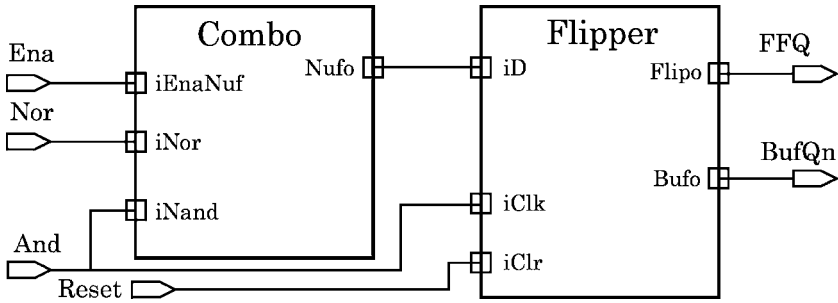 Combo
Flipper
Ena
FFQ
Nufo
iD
Flipo
iEnaNuf
Nor
iNor
BufQn
Bufo
iNand
iClk
And
iClr
Reset